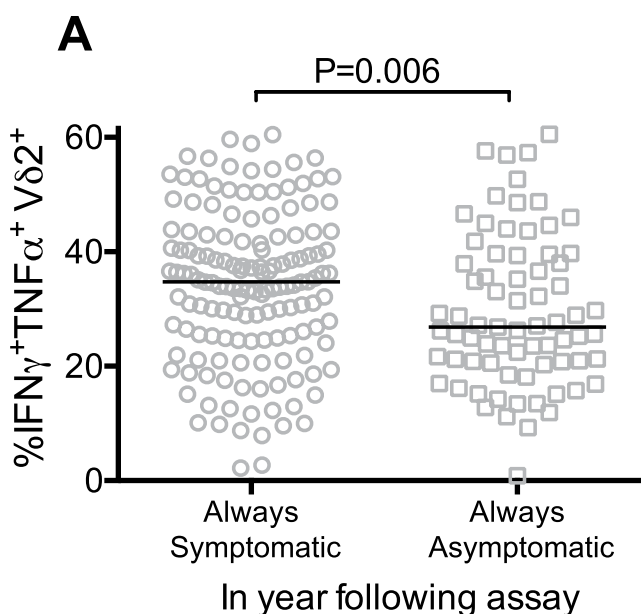 A
P=0.006
%IFNγ⁺TNFα⁺ Vδ2⁺
60
40
20
0
Always Symptomatic
Always Asymptomatic
In year following assay